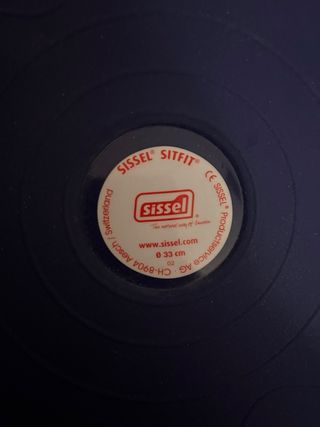 SISSEL® SITFIT®
CE SISSEL® Productservice AG CH-8904 Aesch / Switzerland
sissel®
"The natural way of
www.sissel.com
Ø 33 cm
02